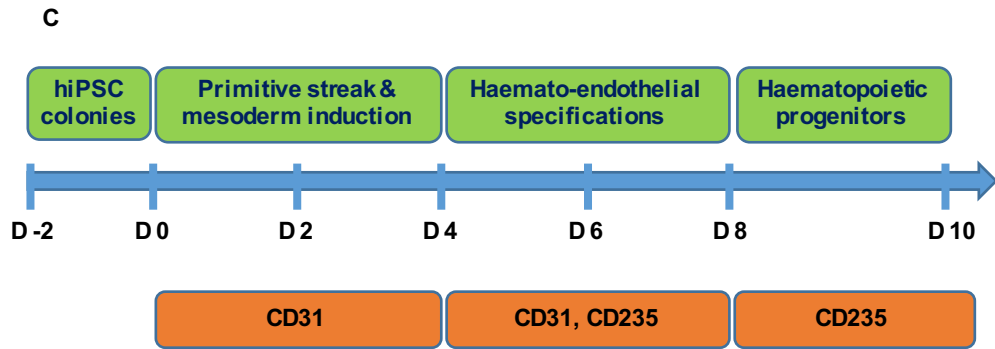 C
hiPSC
colonies
Primitive streak &
mesoderm induction
Haemato-endothelial
specifications
Haematopoietic
progenitors
D -2
D 0
D 2
D 4
D 6
D 8
D 10
CD31
CD31, CD235
CD235